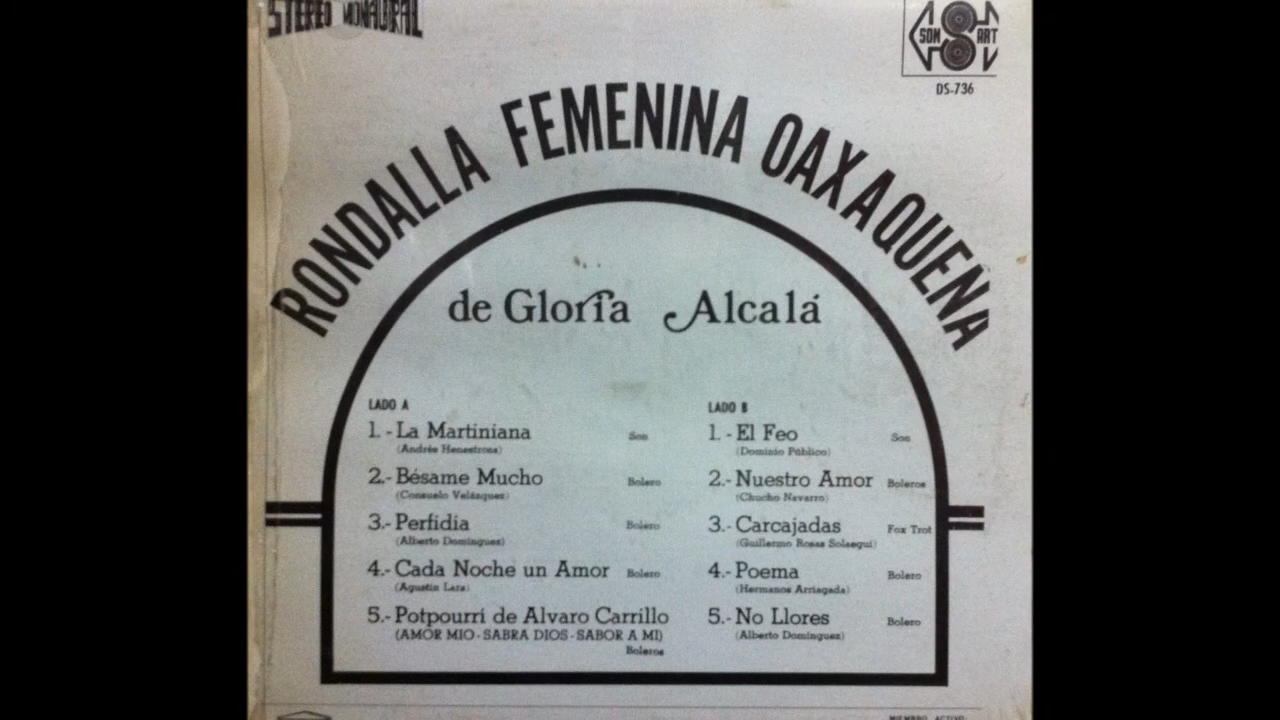 STEREO MONAURAL
SON ART
DS-736
RONDALLA FEMENINA OAXAQUEÑA
de Gloria Alcalá
LADO A
1.- La Martiniana Son
(Andrés Henestrosa)
2.- Bésame Mucho Bolero
(Consuelo Velázquez)
3.- Perfidia Bolero
(Alberto Domínguez)
4.- Cada Noche un Amor Bolero
(Agustín Lara)
5.- Potpourrí de Alvaro Carrillo
(AMOR MIO - SABRA DIOS - SABOR A MI)
Boleros
LADO B
1.- El Feo Son
(Dominio Público)
2.- Nuestro Amor Boleros
(Chucho Navarro)
3.- Carcajadas Fox Trot
(Guillermo Rosas Solaegui)
4.- Poema Bolero
(Hermanos Arriagada)
5.- No Llores Bolero
(Alberto Domínguez)
MIEMBRO ACTIVO: